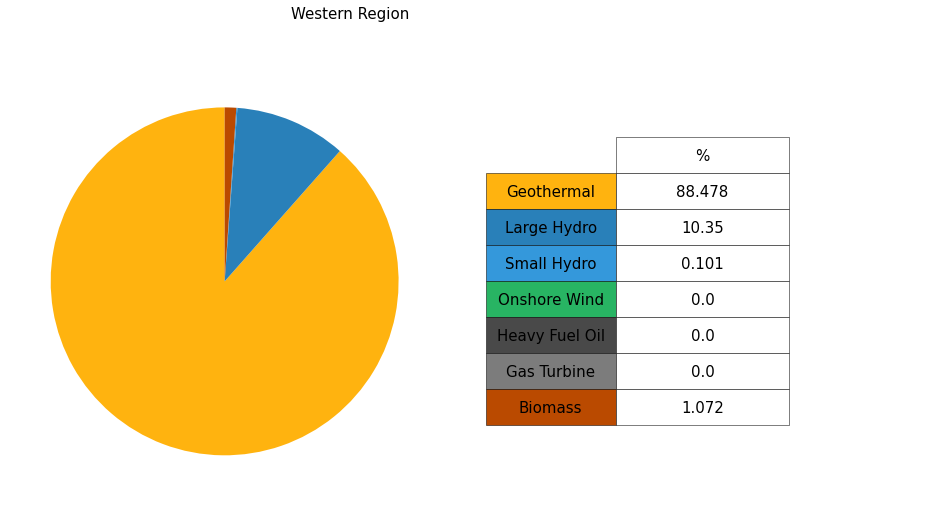 Western Region
%
Geothermal 88.478
Large Hydro 10.35
Small Hydro 0.101
Onshore Wind 0.0
Heavy Fuel Oil 0.0
Gas Turbine 0.0
Biomass 1.072